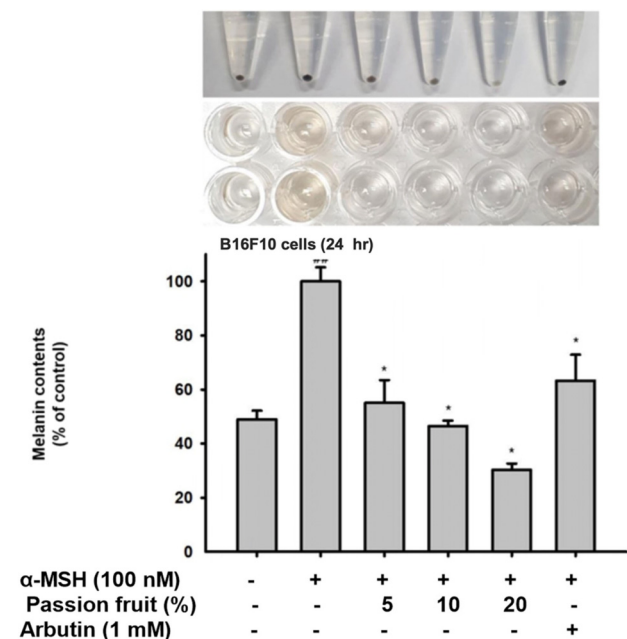 B16F10 cells (24 hr)
##
Melanin contents
(% of control)
100
80
60
40
20
0
*
*
*
*
α-MSH (100 nM) - + + + + +
Passion fruit (%) - - 5 10 20 -
Arbutin (1 mM) - - - - - +